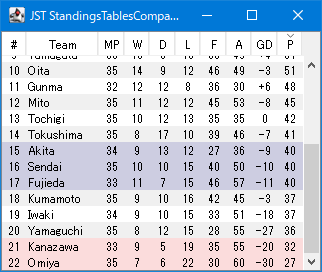 JST StandingsTablesCompa...
# Team MP W D L F A GD P
10 Oita 35 14 9 12 46 49 -3 51
11 Gunma 32 12 12 8 36 30 +6 48
12 Mito 35 11 12 12 45 53 -8 45
13 Tochigi 35 10 12 13 35 35 0 42
14 Tokushima 35 8 17 10 39 46 -7 41
15 Akita 34 9 13 12 27 36 -9 40
16 Sendai 35 10 10 15 40 50 -10 40
17 Fujieda 33 11 7 15 46 57 -11 40
18 Kumamoto 35 9 10 16 42 45 -3 37
19 Iwaki 34 9 10 15 33 51 -18 37
20 Yamaguchi 35 8 12 15 28 55 -27 36
21 Kanazawa 33 9 5 19 35 55 -20 32
22 Omiya 35 7 6 22 30 60 -30 27